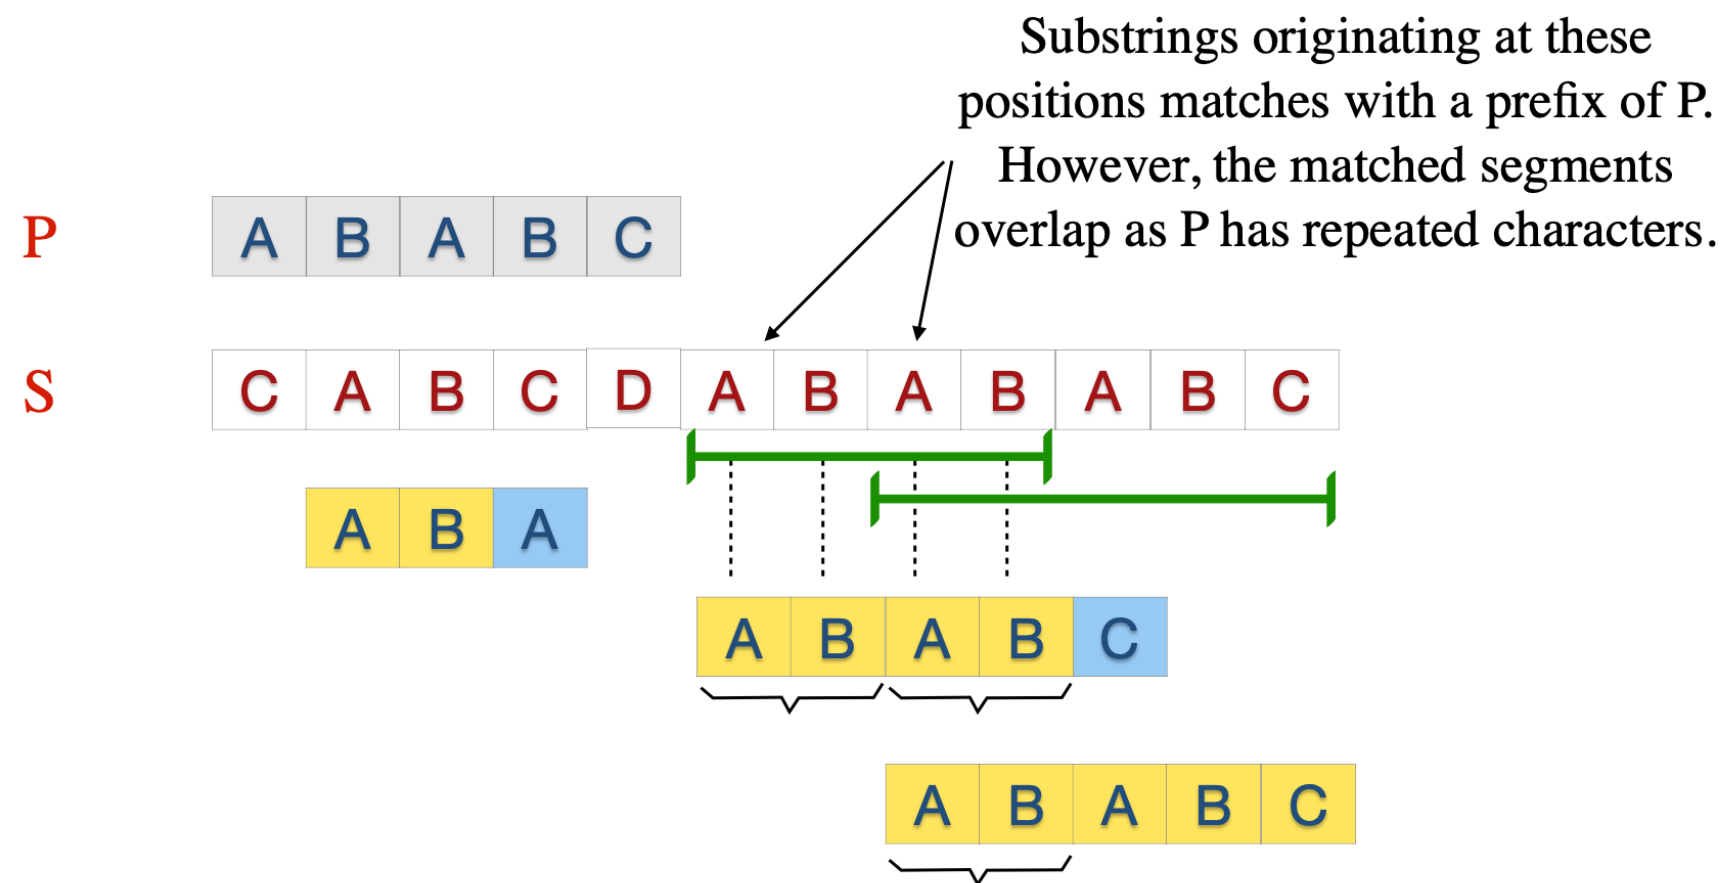 Substrings originating at these
positions matches with a prefix of P.
However, the matched segments
overlap as P has repeated characters.
P A B A B C
S C A B C D A B A B A B C
A B A
A B A B C
A B A B C